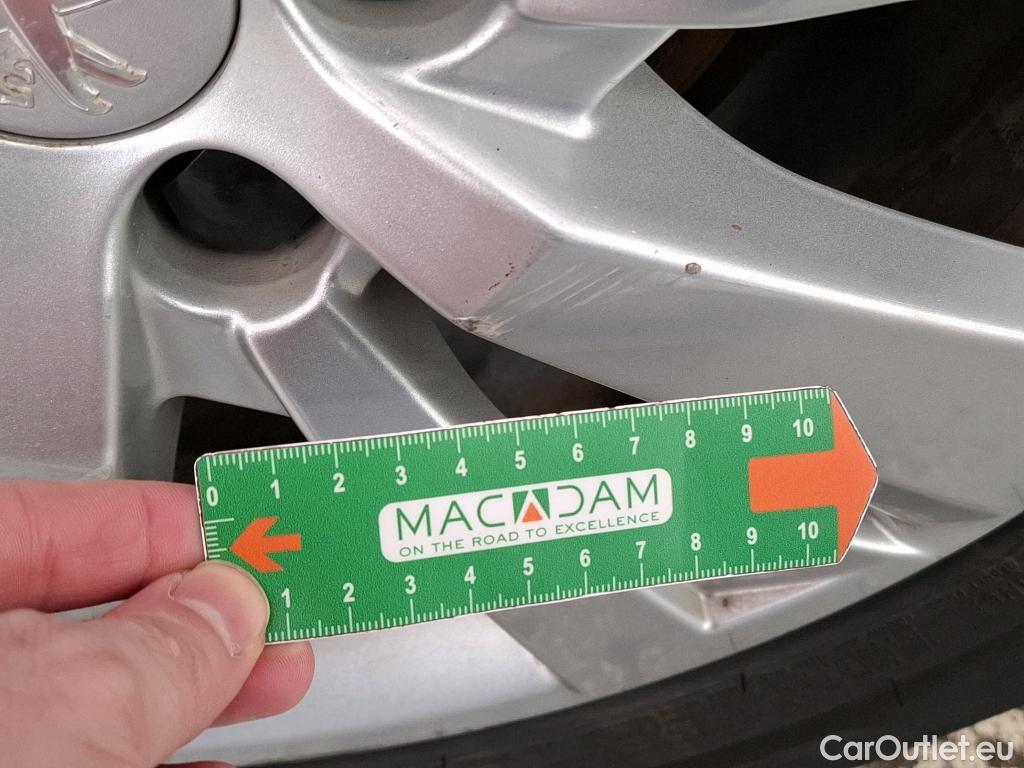 0 1 2 3 4 5 6 7 8 9 10
MACADAM
ON THE ROAD TO EXCELLENCE
1 2 3 4 5 6 7 8 9 10
CarOutlet.eu